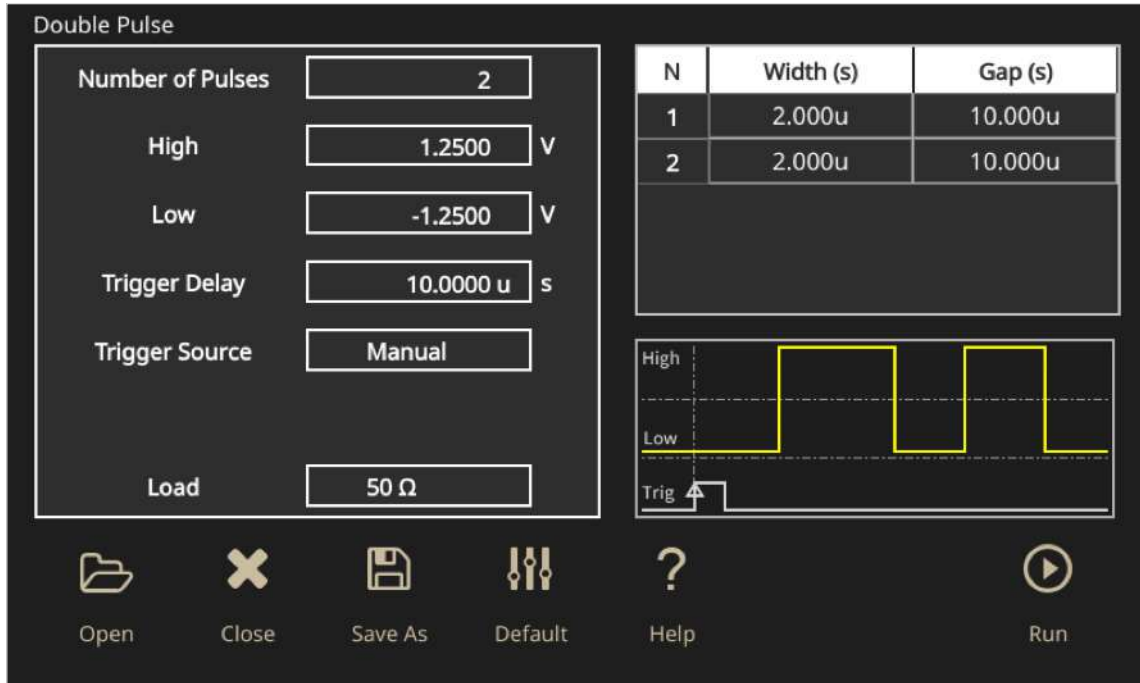 Double Pulse
Number of Pulses 2
High 1.2500 V
Low -1.2500 V
Trigger Delay 10.0000 u s
Trigger Source Manual
Load 50 Ω
N Width (s) Gap (s)
1 2.000u 10.000u
2 2.000u 10.000u
High
Low
Trig
Open Close Save As Default Help Run